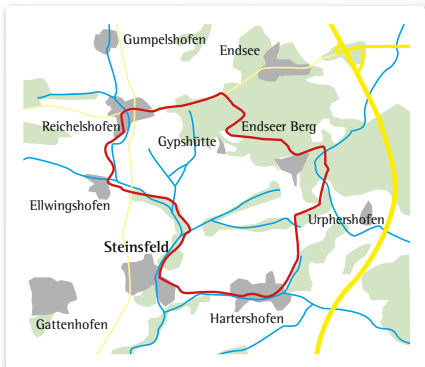 Gumpelshofen
Endsee
Reichelshofen
Endseer Berg
Gypshütte
Ellwingshofen
Urphershofen
Steinsfeld
Hartershofen
Gattenhofen